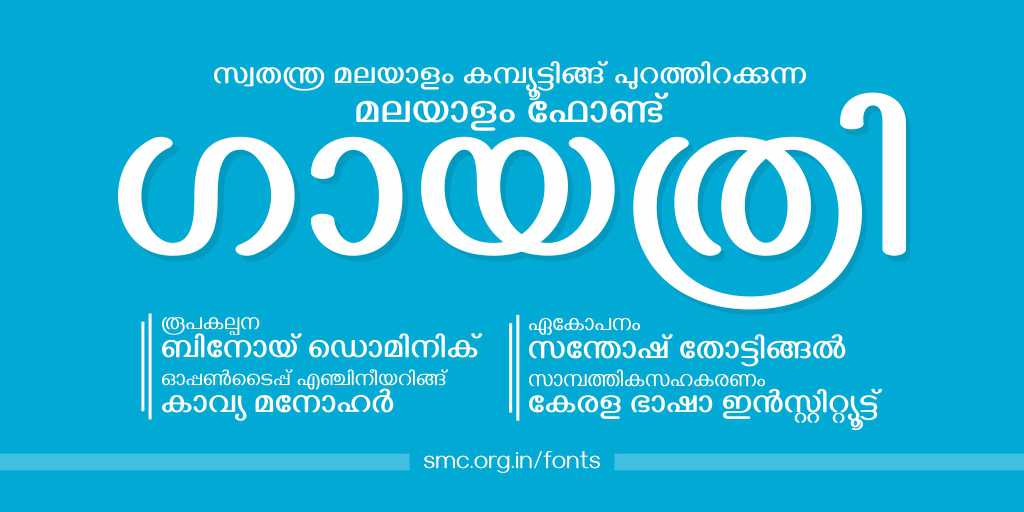 സ്വതന്ത്ര മലയാളം കമ്പ്യൂട്ടിങ്ങ് പുറത്തിറക്കുന്ന
മലയാളം ഫോണ്ട്
ഗായത്രി
രൂപകല്പന
ബിനോയ് ഡൊമിനിക്
ഓപ്പൺടൈപ്പ് എഞ്ചിനീയറിങ്ങ്
കാവ്യ മനോഹർ
ഏകോപനം
സന്തോഷ് തോട്ടിങ്ങൽ
സാമ്പത്തികസഹകരണം
കേരള ഭാഷാ ഇൻസ്റ്റിറ്റ്യൂട്ട്
smc.org.in/fonts